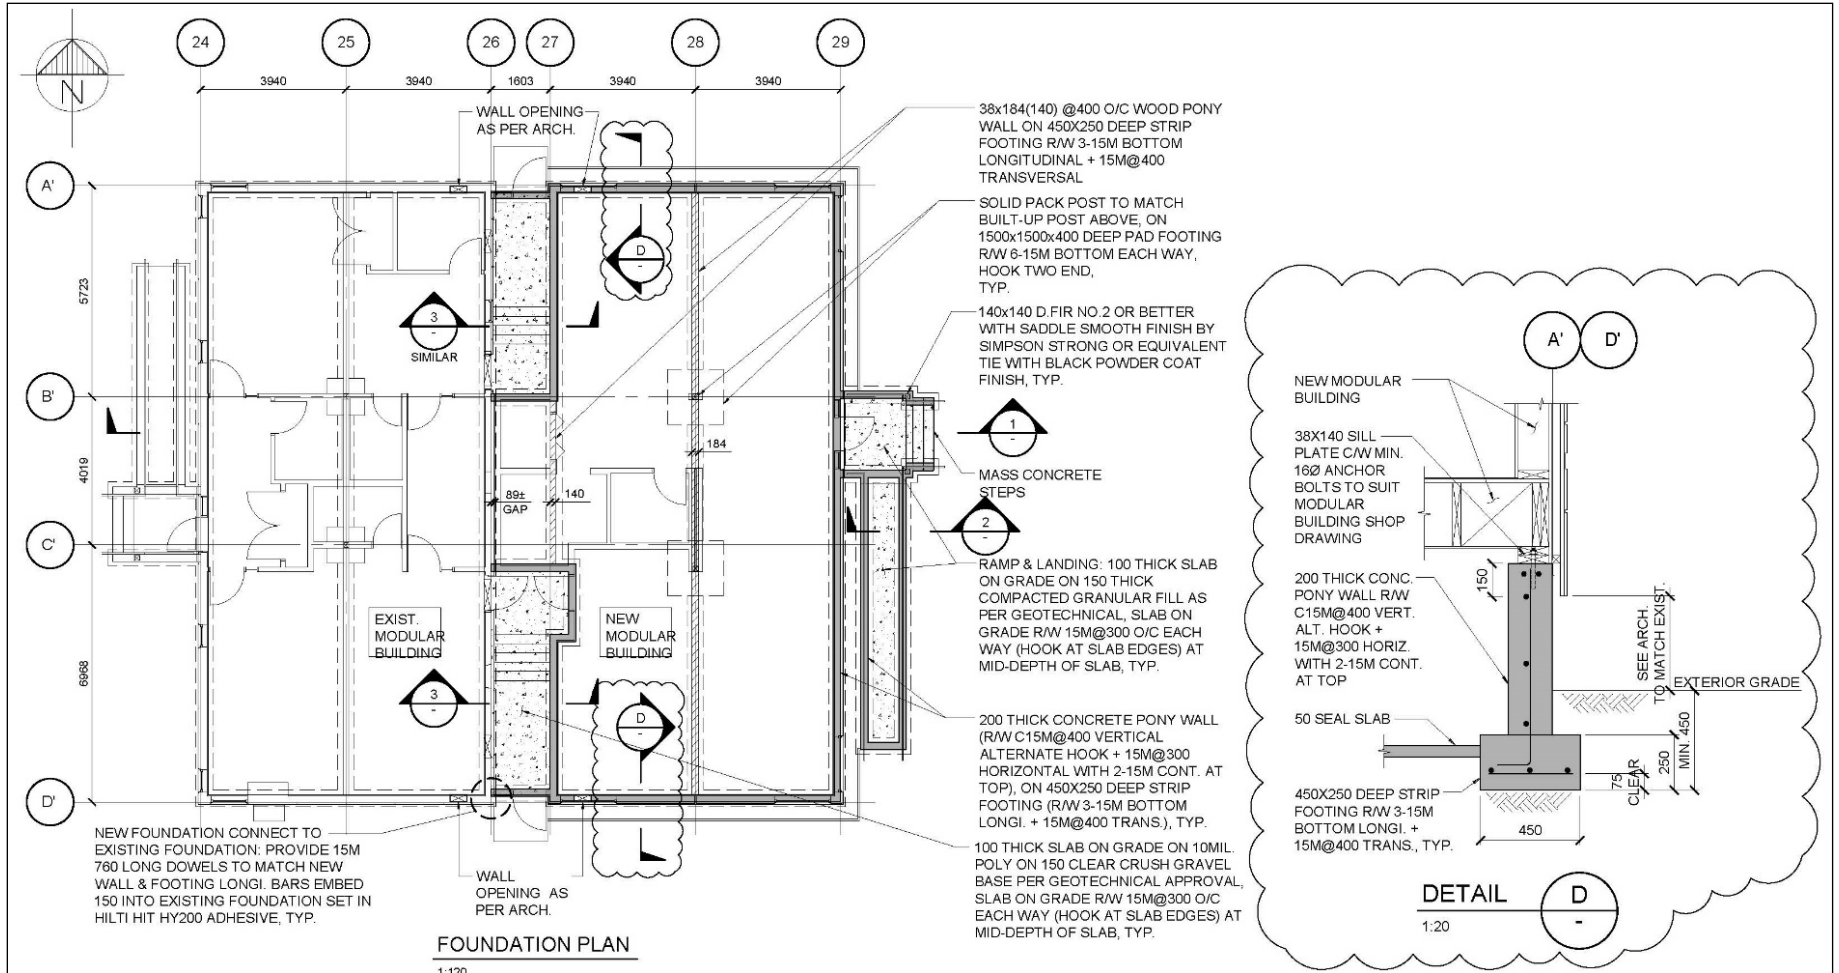 24
25
26
27
28
29
N
3940
3940
1603
3940
3940
WALL OPENING
AS PER ARCH.
A'
B'
C'
D'
5723
4019
6968
D
-
3
-
SIMILAR
184
89±
GAP
140
1
-
2
-
EXIST.
MODULAR
BUILDING
NEW
MODULAR
BUILDING
3
-
D
-
38x184(140) @400 O/C WOOD PONY
WALL ON 450X250 DEEP STRIP
FOOTING R/W 3-15M BOTTOM
LONGITUDINAL + 15M@400
TRANSVERSAL
SOLID PACK POST TO MATCH
BUILT-UP POST ABOVE, ON
1500x1500x400 DEEP PAD FOOTING
R/W 6-15M BOTTOM EACH WAY,
HOOK TWO END,
TYP.
140x140 D.FIR NO.2 OR BETTER
WITH SADDLE SMOOTH FINISH BY
SIMPSON STRONG OR EQUIVALENT
TIE WITH BLACK POWDER COAT
FINISH, TYP.
MASS CONCRETE
STEPS
RAMP & LANDING: 100 THICK SLAB
ON GRADE ON 150 THICK
COMPACTED GRANULAR FILL AS
PER GEOTECHNICAL, SLAB ON
GRADE R/W 15M@300 O/C EACH
WAY (HOOK AT SLAB EDGES) AT
MID-DEPTH OF SLAB, TYP.
200 THICK CONCRETE PONY WALL
(R/W C15M@400 VERTICAL
ALTERNATE HOOK + 15M@300
HORIZONTAL WITH 2-15M CONT. AT
TOP), ON 450X250 DEEP STRIP
FOOTING (R/W 3-15M BOTTOM
LONGI. + 15M@400 TRANS.), TYP.
100 THICK SLAB ON GRADE ON 10MIL.
POLY ON 150 CLEAR CRUSH GRAVEL
BASE PER GEOTECHNICAL APPROVAL,
SLAB ON GRADE R/W 15M@300 O/C
EACH WAY (HOOK AT SLAB EDGES) AT
MID-DEPTH OF SLAB, TYP.
NEW FOUNDATION CONNECT TO
EXISTING FOUNDATION: PROVIDE 15M
760 LONG DOWELS TO MATCH NEW
WALL & FOOTING LONGI. BARS EMBED
150 INTO EXISTING FOUNDATION SET IN
HILTI HIT HY200 ADHESIVE, TYP.
WALL
OPENING AS
PER ARCH.
FOUNDATION PLAN
1:120
A'
D'
NEW MODULAR
BUILDING
38X140 SILL
PLATE C/W MIN.
16Ø ANCHOR
BOLTS TO SUIT
MODULAR
BUILDING SHOP
DRAWING
200 THICK CONC.
PONY WALL R/W
C15M@400 VERT.
ALT. HOOK +
15M@300 HORIZ.
WITH 2-15M CONT.
AT TOP
50 SEAL SLAB
450X250 DEEP STRIP
FOOTING R/W 3-15M
BOTTOM LONGI. +
15M@400 TRANS., TYP.
150
SEE ARCH.
TO MATCH EXIST.
EXTERIOR GRADE
MIN. 450
250
75
CLEAR
450
DETAIL
1:20
D
-